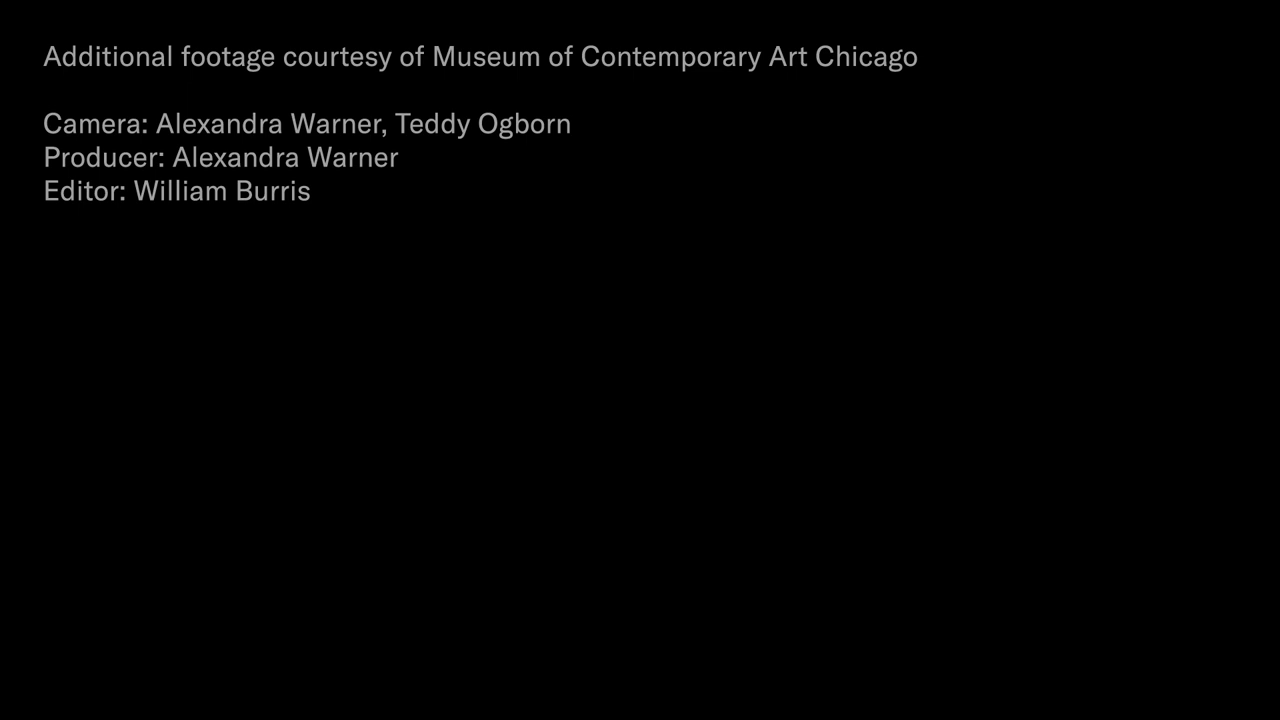 Additional footage courtesy of Museum of Contemporary Art Chicago
Camera: Alexandra Warner, Teddy Ogborn
Producer: Alexandra Warner
Editor: William Burris